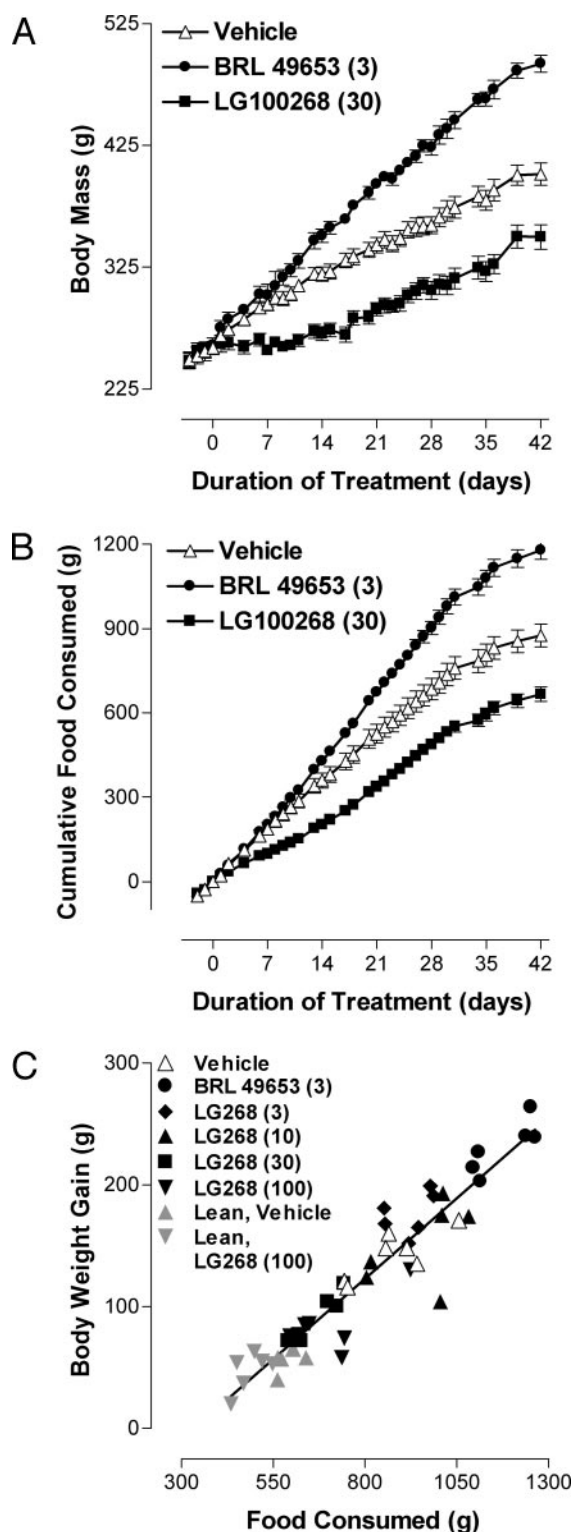 A
Vehicle
BRL 49653 (3)
LG100268 (30)
Body Mass (g)
525
425
325
225
0 7 14 21 28 35 42
Duration of Treatment (days)
B
Vehicle
BRL 49653 (3)
LG100268 (30)
Cumulative Food Consumed (g)
1200
900
600
300
0
0 7 14 21 28 35 42
Duration of Treatment (days)
C
Vehicle
BRL 49653 (3)
LG268 (3)
LG268 (10)
LG268 (30)
LG268 (100)
Lean, Vehicle
Lean,
LG268 (100)
Body Weight Gain (g)
300
200
100
0
300 550 800 1050 1300
Food Consumed (g)